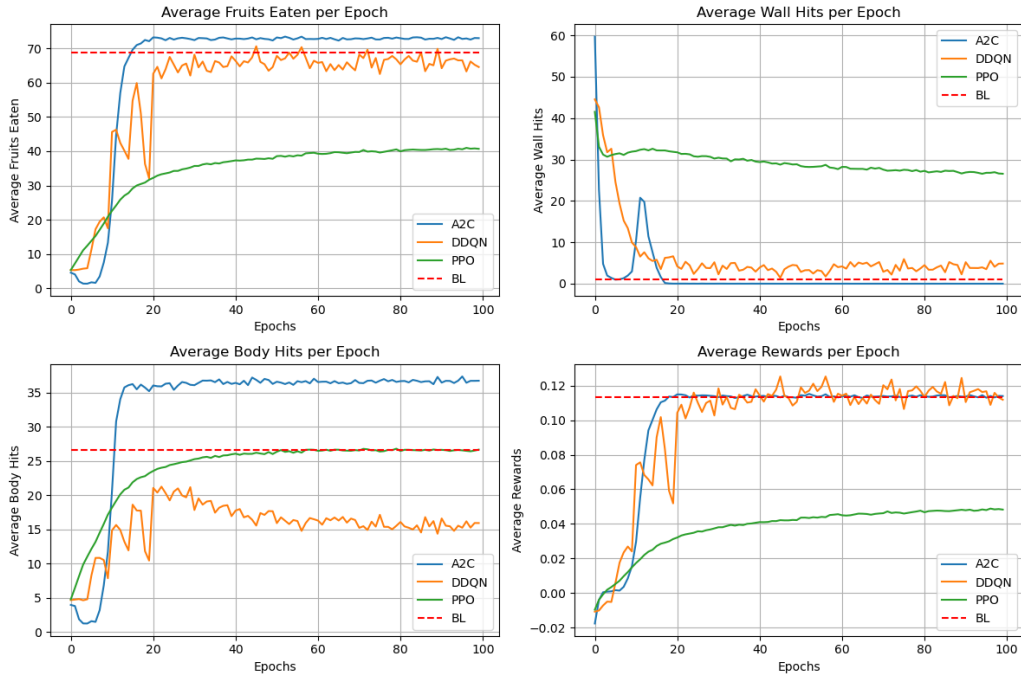 Average Fruits Eaten per Epoch
Average Fruits Eaten
70
60
50
40
30
20
10
0
0 20 40 60 80 100
Epochs
A2C
DDQN
PPO
BL
Average Wall Hits per Epoch
Average Wall Hits
60
50
40
30
20
10
0
0 20 40 60 80 100
Epochs
A2C
DDQN
PPO
BL
Average Body Hits per Epoch
Average Body Hits
35
30
25
20
15
10
5
0
0 20 40 60 80 100
Epochs
A2C
DDQN
PPO
BL
Average Rewards per Epoch
Average Rewards
0.12
0.10
0.08
0.06
0.04
0.02
0.00
−0.02
0 20 40 60 80 100
Epochs
A2C
DDQN
PPO
BL